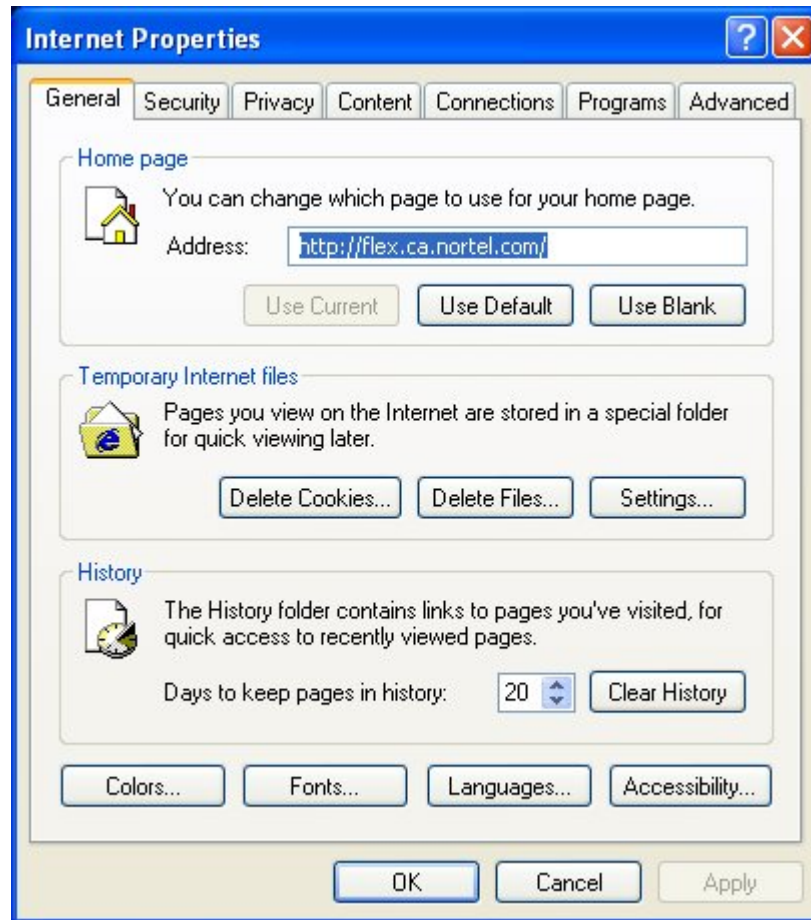 Internet Properties
General Security Privacy Content Connections Programs Advanced
Home page
You can change which page to use for your home page.
Address: http://flex.ca.nortel.com/
Use Current Use Default Use Blank
Temporary Internet files
Pages you view on the Internet are stored in a special folder
for quick viewing later.
Delete Cookies... Delete Files... Settings...
History
The History folder contains links to pages you've visited, for
quick access to recently viewed pages.
Days to keep pages in history: 20 Clear History
Colors... Fonts... Languages... Accessibility...
OK Cancel Apply